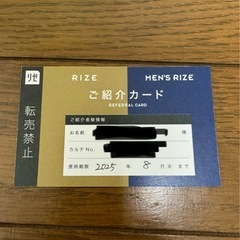 リゼ
RIZE
MEN'S RIZE
ご紹介カード
REFERRAL CARD
転売禁止
ご紹介者様情報
お名前
様
カルテNo.
使用期限 2025 年 8 月末まで